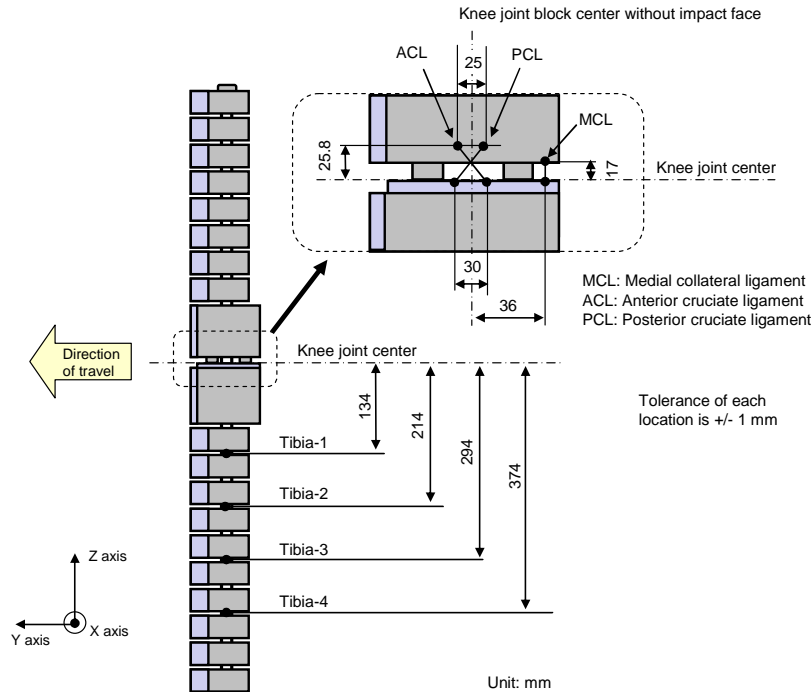 Knee joint block center without impact face
ACL
PCL
25
MCL
25.8
17
Knee joint center
30
36
MCL: Medial collateral ligament
ACL: Anterior cruciate ligament
PCL: Posterior cruciate ligament
Direction
of travel
Knee joint center
134
214
294
374
Tolerance of each
location is +/- 1 mm
Tibia-1
Tibia-2
Tibia-3
Tibia-4
Z axis
Y axis
X axis
Unit: mm